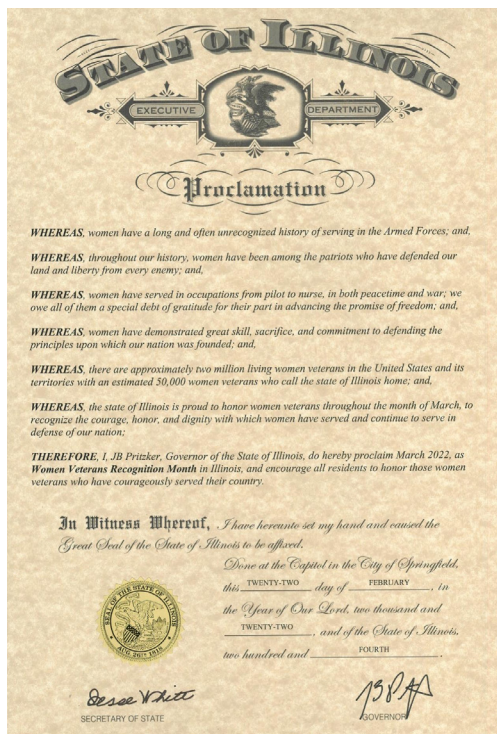 STATE OF ILLINOIS
EXECUTIVE DEPARTMENT
Proclamation
WHEREAS, women have a long and often unrecognized history of serving in the Armed Forces; and,
WHEREAS, throughout our history, women have been among the patriots who have defended our
land and liberty from every enemy; and,
WHEREAS, women have served in occupations from pilot to nurse, in both peacetime and war; we
owe all of them a special debt of gratitude for their part in advancing the promise of freedom; and,
WHEREAS, women have demonstrated great skill, sacrifice, and commitment to defending the
principles upon which our nation was founded; and,
WHEREAS, there are approximately two million living women veterans in the United States and its
territories with an estimated 50,000 women veterans who call the state of Illinois home; and,
WHEREAS, the state of Illinois is proud to honor women veterans throughout the month of March, to
recognize the courage, honor, and dignity with which women have served and continue to serve in
defense of our nation;
THEREFORE, I, JB Pritzker, Governor of the State of Illinois, do hereby proclaim March 2022, as
Women Veterans Recognition Month in Illinois, and encourage all residents to honor those women
veterans who have courageously served their country.
In Witness Whereof, I have hereunto set my hand and caused the
Great Seal of the State of Illinois to be affixed.
Done at the Capitol in the City of Springfield,
this TWENTY-TWO day of FEBRUARY, in
the Year of Our Lord, two thousand and
TWENTY-TWO, and of the State of Illinois,
two hundred and FOURTH.
SEAL OF THE STATE OF ILLINOIS
AUG. 26TH 1818
Jesse White
SECRETARY OF STATE
GOVERNOR